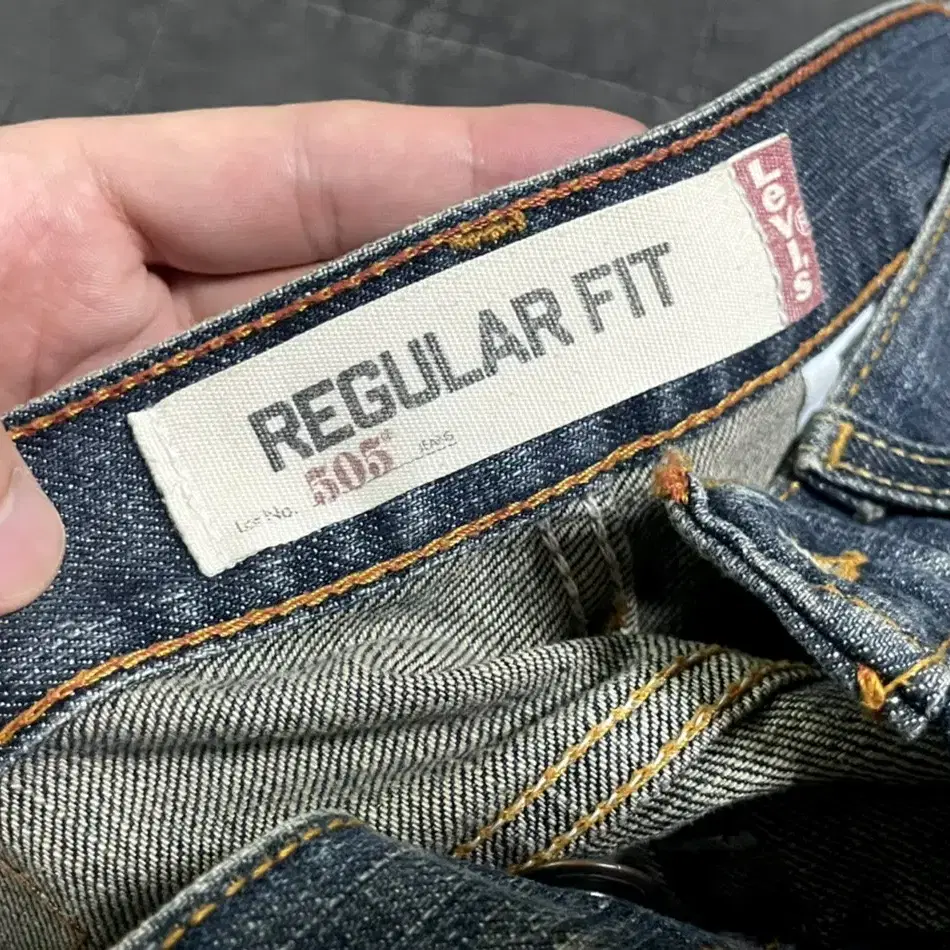 REGULAR FIT
Lot No. 505 JEANS
LeVi's®